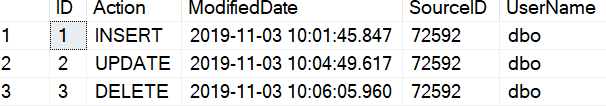 ID Action ModifiedDate SourceID UserName
1 1 INSERT 2019-11-03 10:01:45.847 72592 dbo
2 2 UPDATE 2019-11-03 10:04:49.617 72592 dbo
3 3 DELETE 2019-11-03 10:06:05.960 72592 dbo